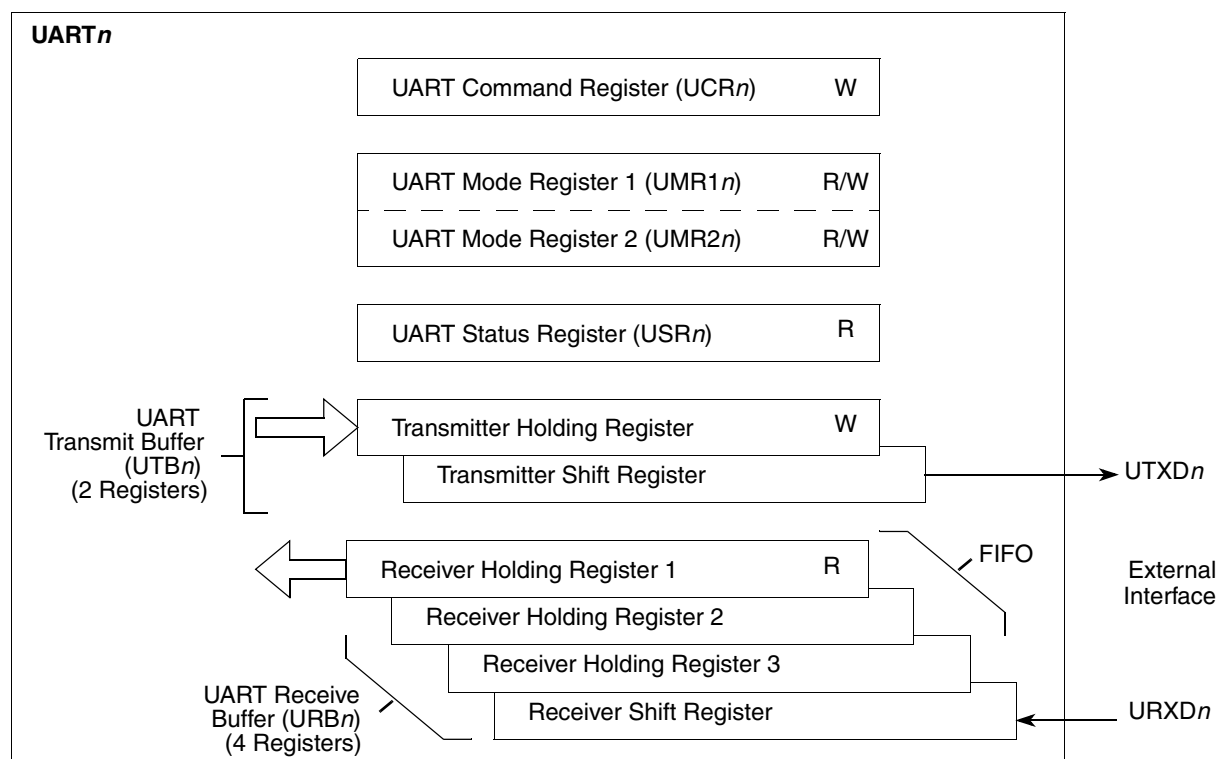 UARTn
UART Command Register (UCRn) W
UART Mode Register 1 (UMR1n) R/W
UART Mode Register 2 (UMR2n) R/W
UART Status Register (USRn) R
UART
Transmit Buffer
(UTBn)
(2 Registers)
Transmitter Holding Register W
Transmitter Shift Register
UTXDn
FIFO
External
Interface
Receiver Holding Register 1 R
Receiver Holding Register 2
Receiver Holding Register 3
Receiver Shift Register
UART Receive
Buffer (URBn)
(4 Registers)
URXDn